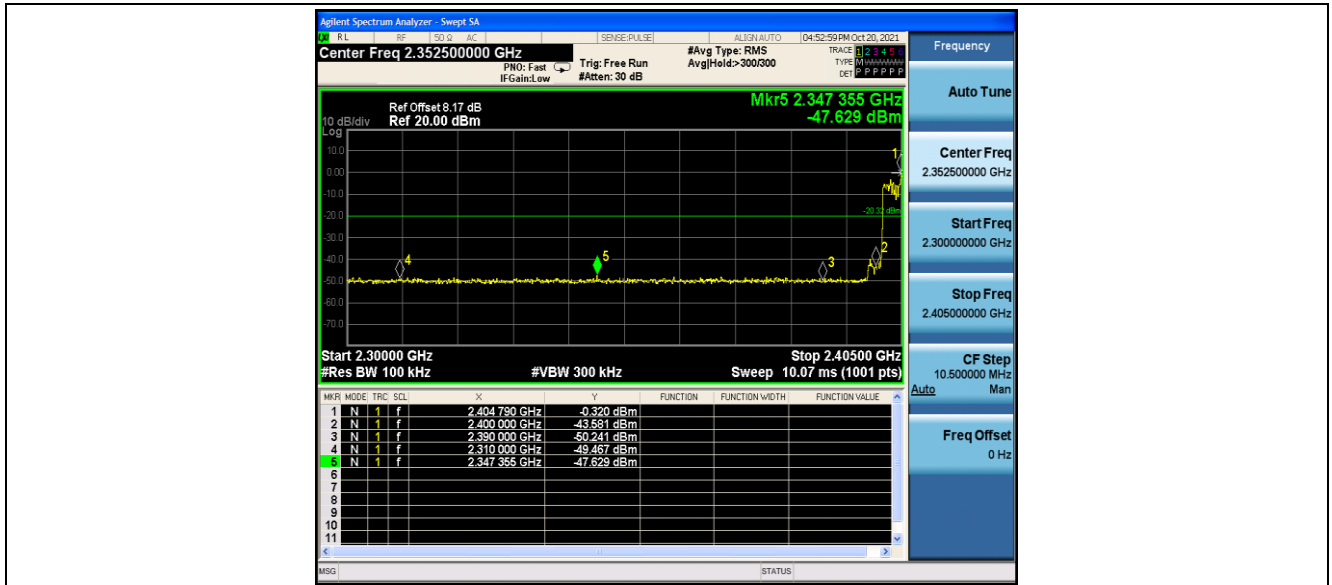 Agilent Spectrum Analyzer - Swept SA
RL RF 50 Ω AC SENSE:PULSE ALIGN AUTO 04:52:59 PM Oct 20, 2021
Center Freq 2.352500000 GHz
PNO: Fast
IFGain:Low
Trig: Free Run
#Atten: 30 dB
#Avg Type: RMS
Avg|Hold:>300/300
TRACE 1 2 3 4 5 6
TYPE M
DET P P P P P P
Mkr5 2.347 355 GHz
-47.629 dBm
Ref Offset 8.17 dB
10 dB/div Ref 20.00 dBm
Log
10.0
0.00
-10.0
-20.0
-30.0
-40.0
-50.0
-60.0
-70.0
-20.32 dBm
1
2
3
4
5
Start 2.30000 GHz Stop 2.40500 GHz
#Res BW 100 kHz #VBW 300 kHz Sweep 10.07 ms (1001 pts)
MKR MODE TRC SCL X Y FUNCTION FUNCTION WIDTH FUNCTION VALUE
1 N 1 f 2.404 790 GHz -0.320 dBm
2 N 1 f 2.400 000 GHz -43.581 dBm
3 N 1 f 2.390 000 GHz -50.241 dBm
4 N 1 f 2.310 000 GHz -49.467 dBm
5 N 1 f 2.347 355 GHz -47.629 dBm
6
7
8
9
10
11
MSG STATUS
Frequency
Auto Tune
Center Freq
2.352500000 GHz
Start Freq
2.300000000 GHz
Stop Freq
2.405000000 GHz
CF Step
10.500000 MHz
Auto Man
Freq Offset
0 Hz